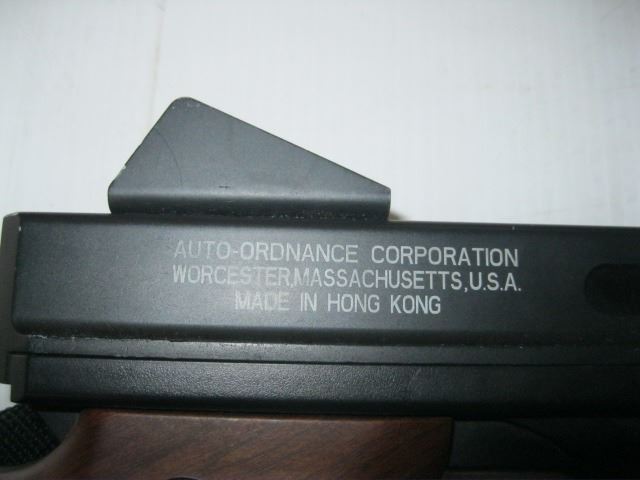 AUTO-ORDNANCE CORPORATION
WORCESTER,MASSACHUSETTS,U.S.A.
MADE IN HONG KONG